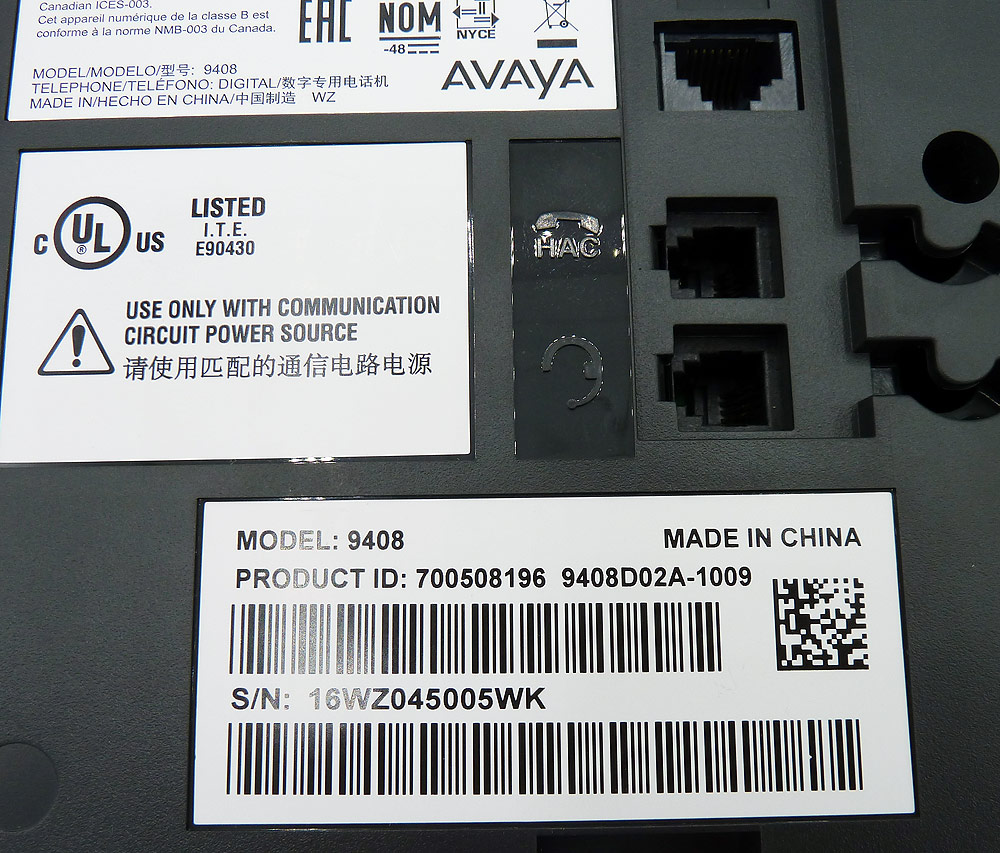 Canadian ICES-003.
Cet appareil numérique de la classe B est
conforme à la norme NMB-003 du Canada.
EAC
NOM
-48
NYCE
MODEL/MODELO/型号: 9408
TELEPHONE/TELÉFONO: DIGITAL/数字专用电话机
MADE IN/HECHO EN CHINA/中国制造 WZ
AVAYA
C UL ® US
LISTED
I.T.E.
E90430
USE ONLY WITH COMMUNICATION
CIRCUIT POWER SOURCE
请使用匹配的通信电路电源
HAC
MODEL: 9408
MADE IN CHINA
PRODUCT ID: 700508196 9408D02A-1009
S/N: 16WZ045005WK